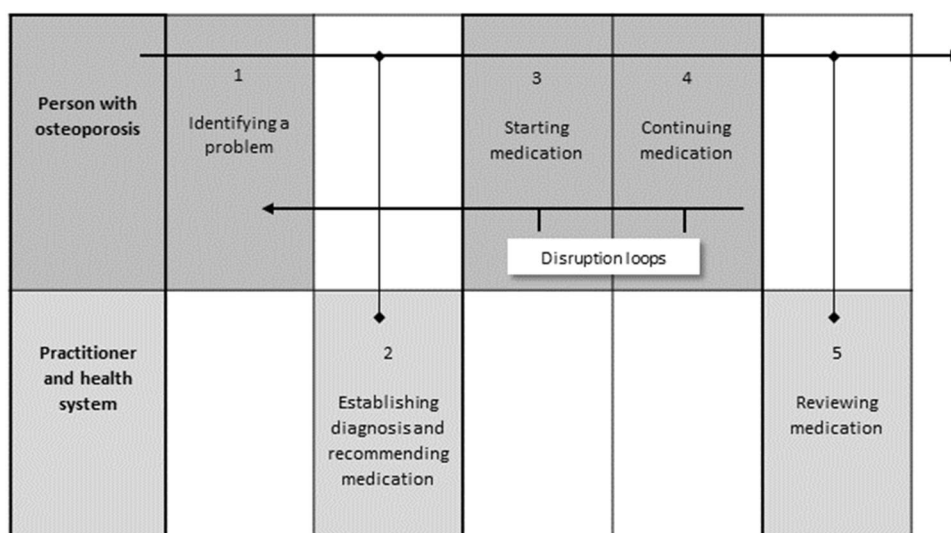 Person with
osteoporosis
1
Identifying a
problem
3
Starting
medication
4
Continuing
medication
Disruption loops
Practitioner
and health
system
2
Establishing
diagnosis and
recommending
medication
5
Reviewing
medication